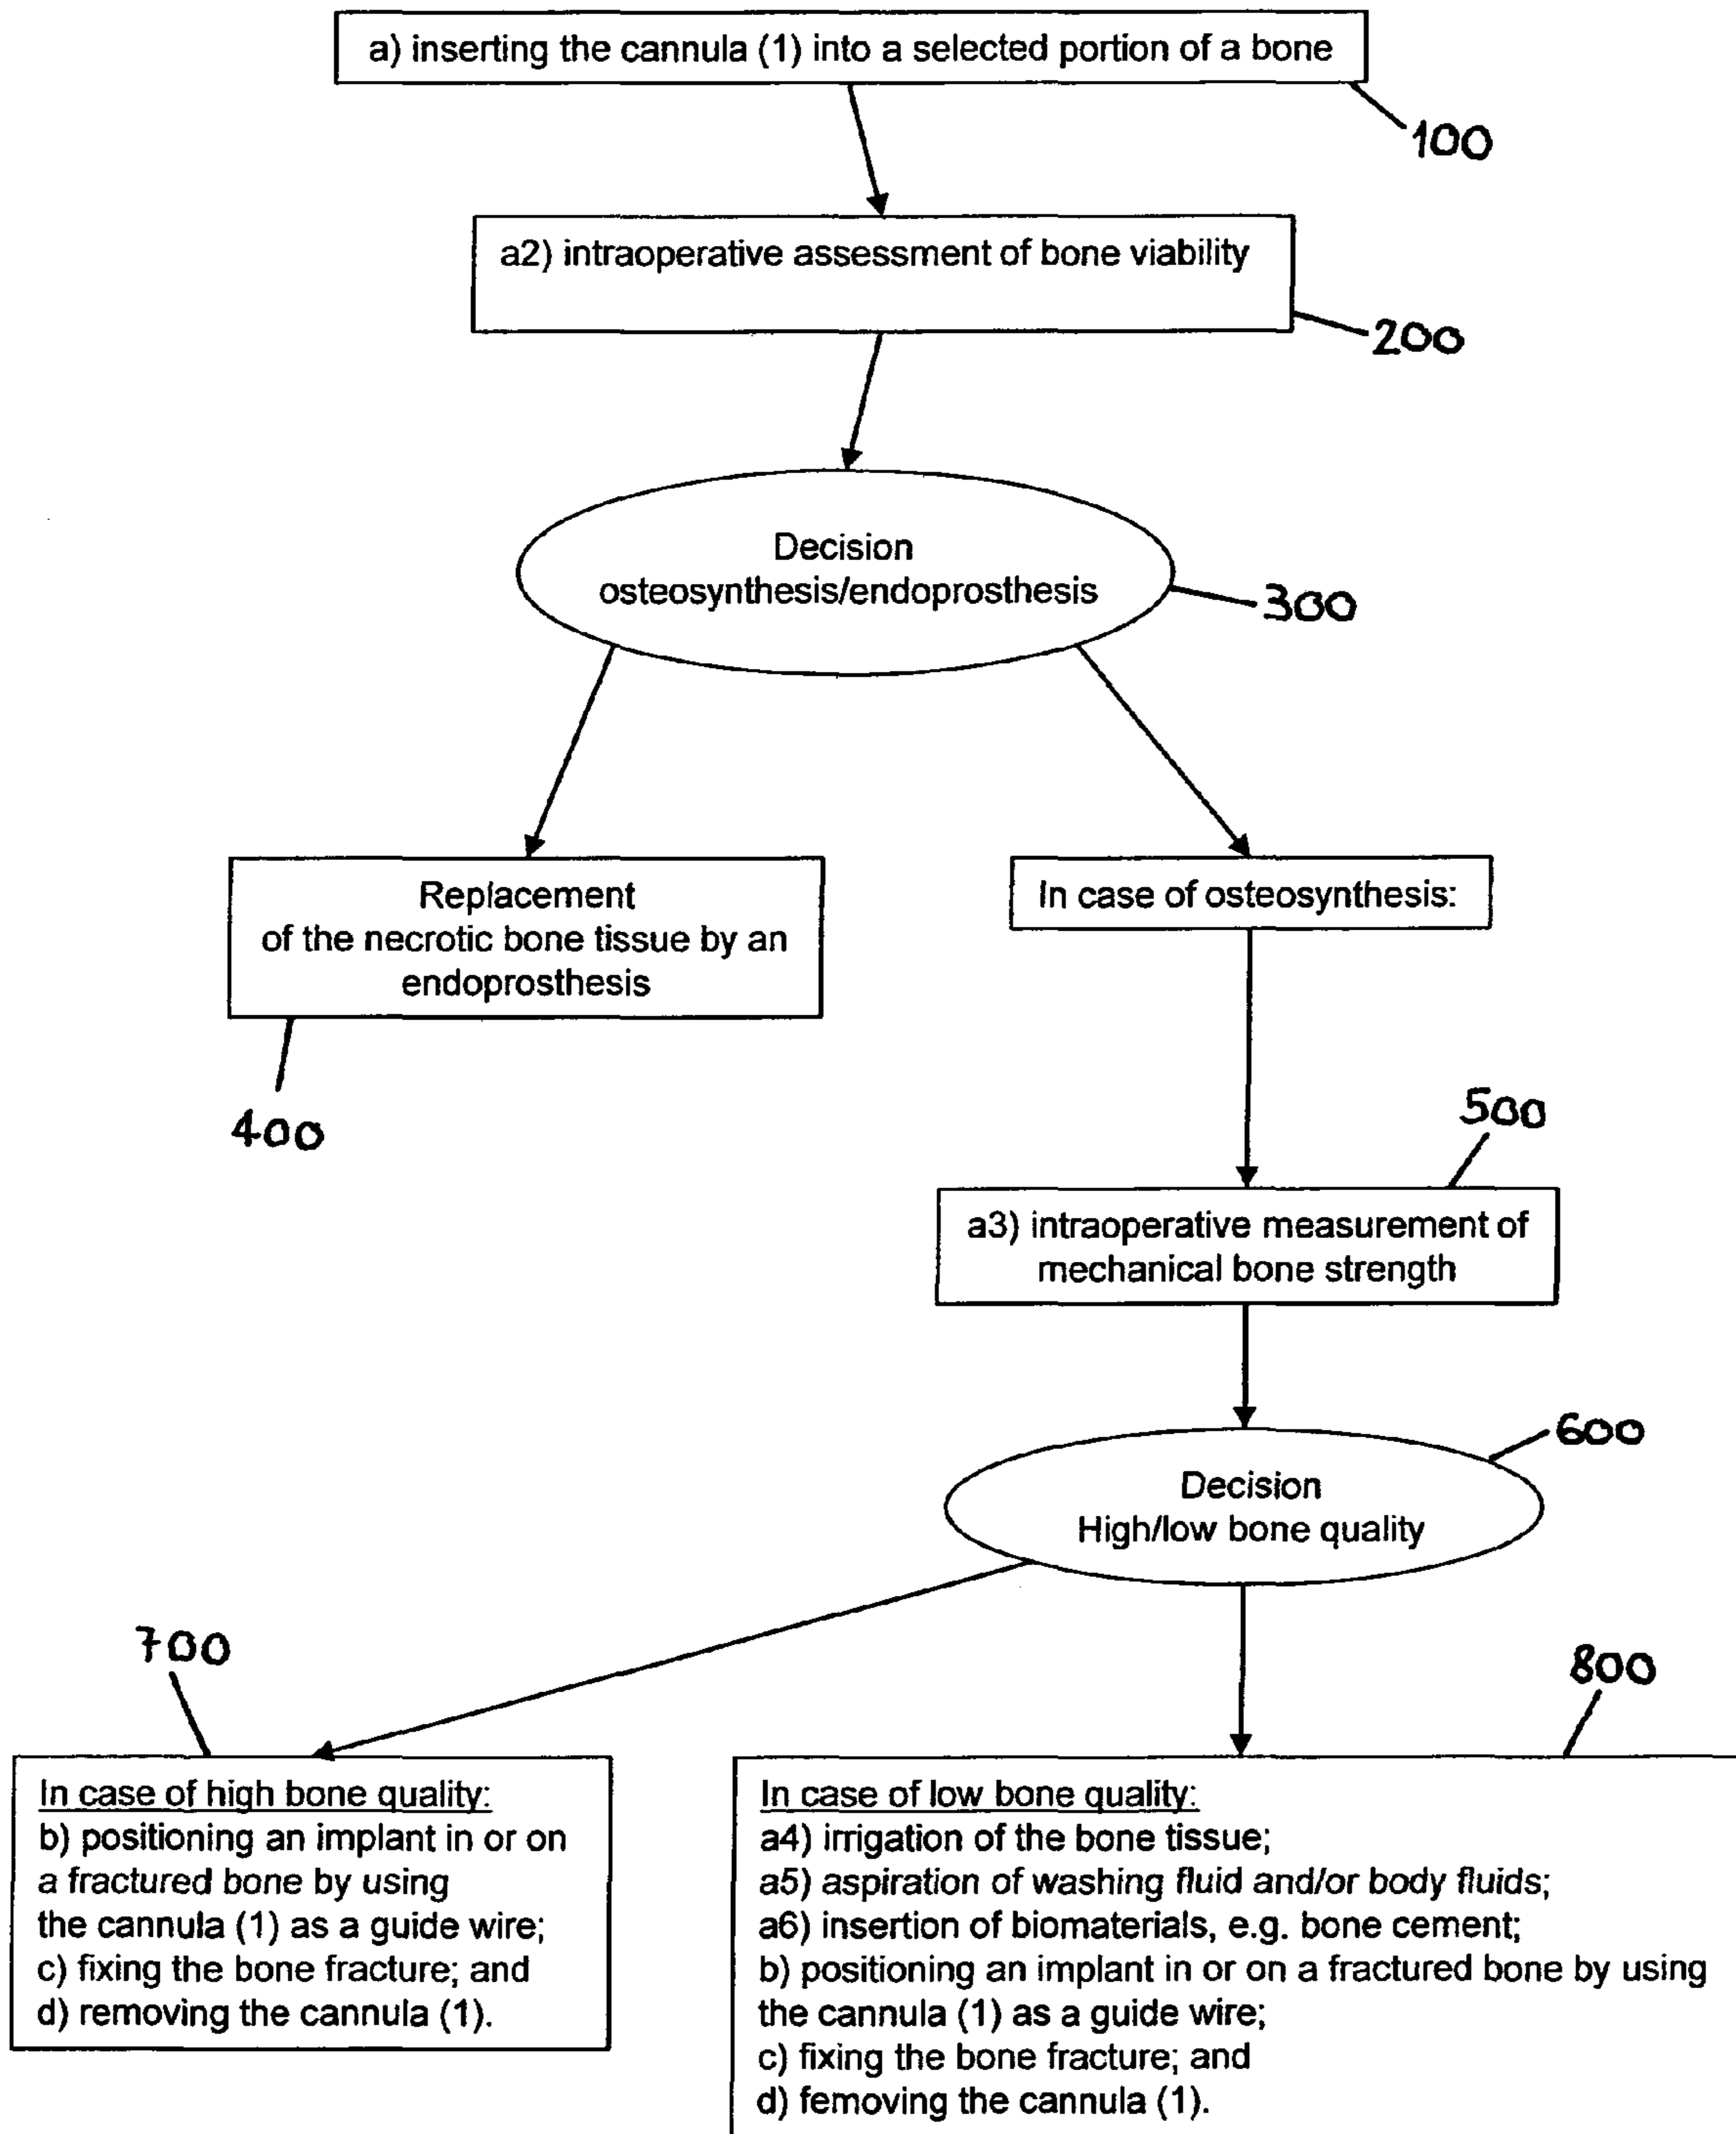 a) inserting the cannula (1) into a selected portion of a bone
100
a2) intraoperative assessment of bone viability
200
Decision
osteosynthesis/endoprosthesis
300
Replacement
of the necrotic bone tissue by an
endoprosthesis
400
In case of osteosynthesis:
500
a3) intraoperative measurement of
mechanical bone strength
600
Decision
High/low bone quality
700
In case of high bone quality:
b) positioning an implant in or on
a fractured bone by using
the cannula (1) as a guide wire;
c) fixing the bone fracture; and
d) removing the cannula (1).
800
In case of low bone quality:
a4) irrigation of the bone tissue;
a5) aspiration of washing fluid and/or body fluids;
a6) insertion of biomaterials, e.g. bone cement;
b) positioning an implant in or on a fractured bone by using
the cannula (1) as a guide wire;
c) fixing the bone fracture; and
d) femoving the cannula (1).